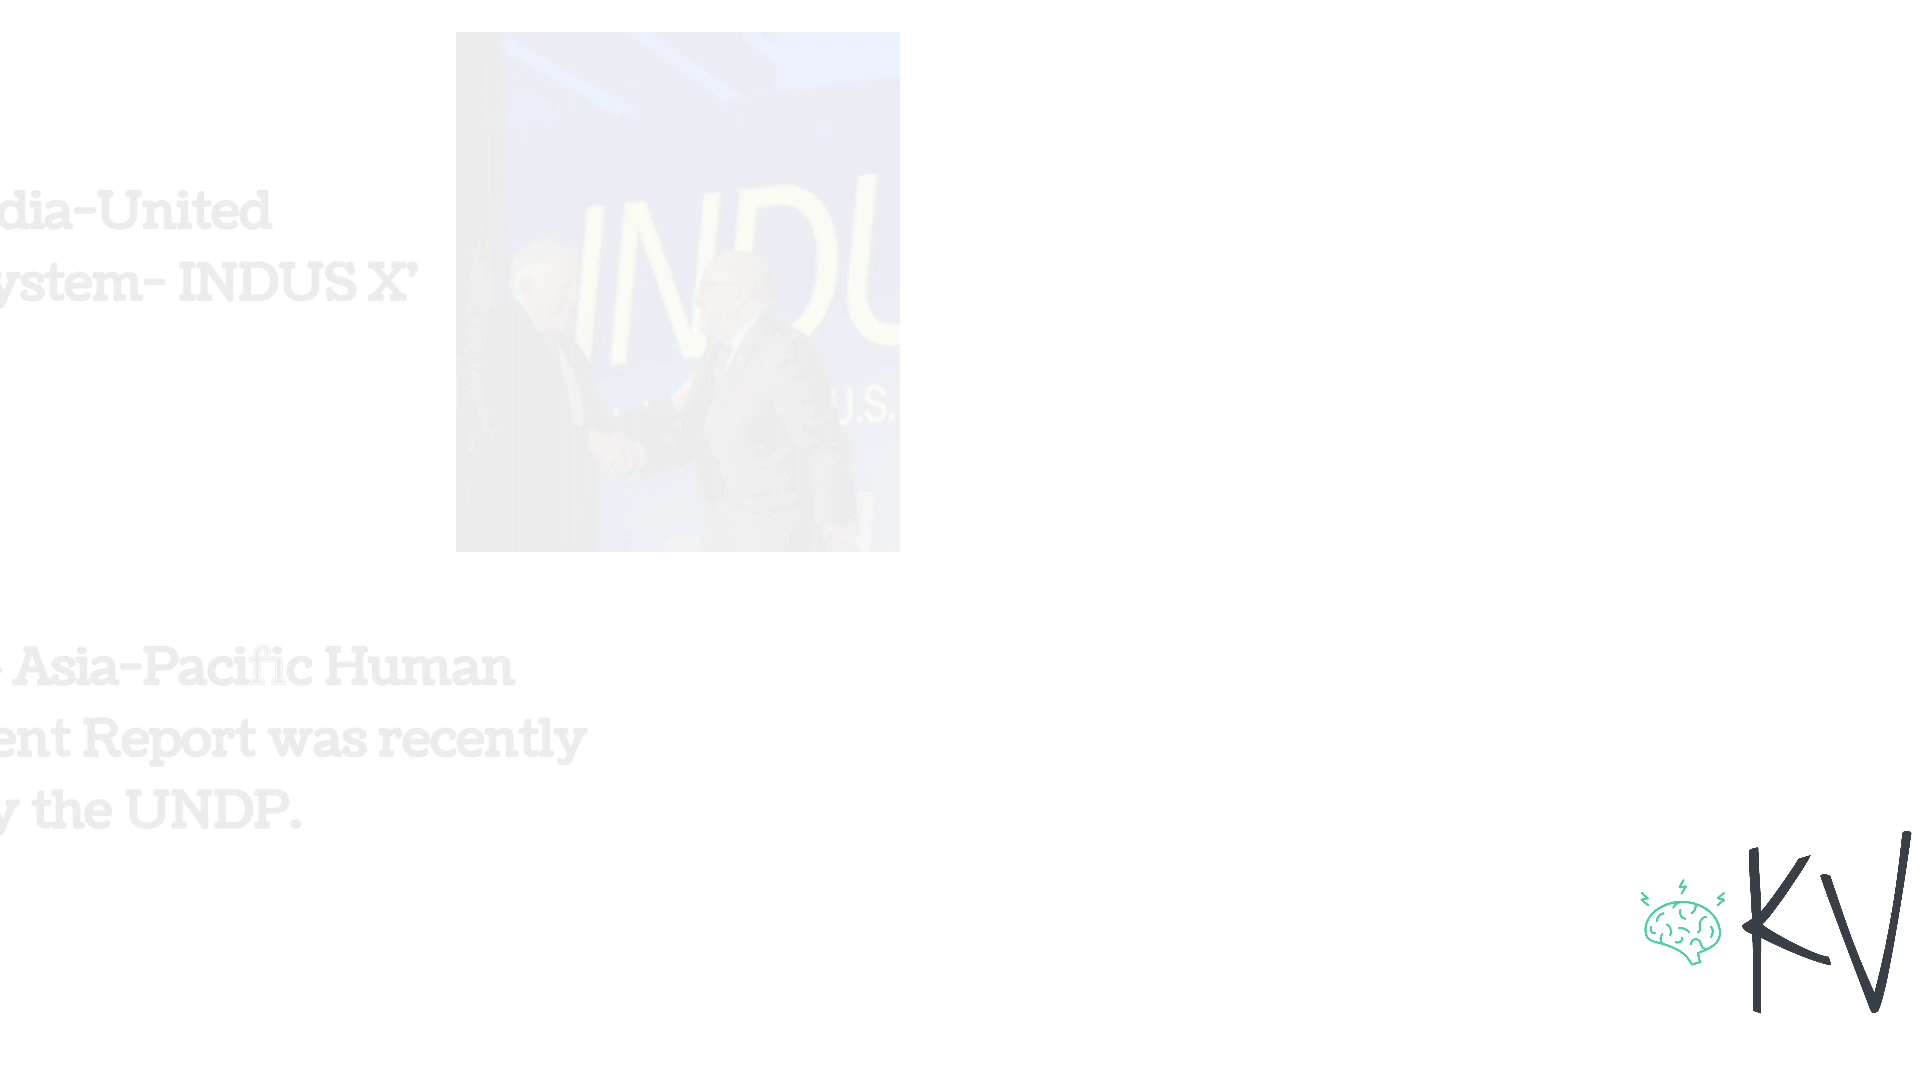 dia-United
ystem- INDUS X’
INDU
U.S.
- Asia-Pacific Human
ent Report was recently
y the UNDP.
KV